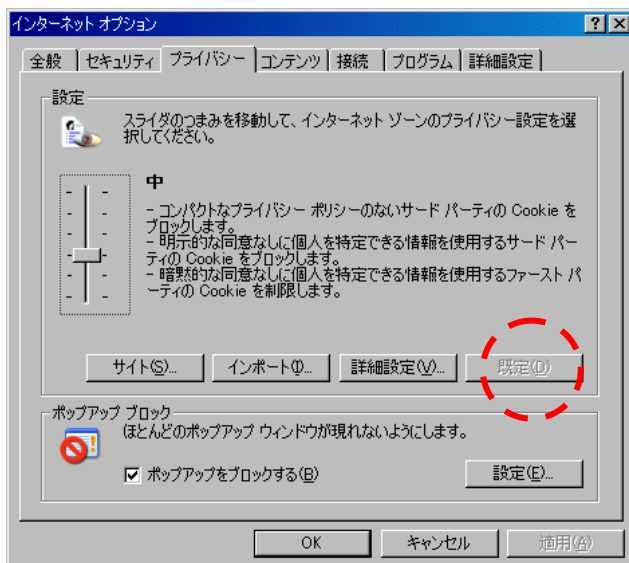 インターネット オプション
全般 セキュリティ プライバシー コンテンツ 接続 プログラム 詳細設定
設定
スライダのつまみを移動して、インターネット ゾーンのプライバシー設定を選
択してください。
中
- コンパクトなプライバシー ポリシーのないサード パーティの Cookie を
ブロックします。
- 明示的な同意なしに個人を特定できる情報を使用するサード パー
ティの Cookie をブロックします。
- 暗黙的な同意なしに個人を特定できる情報を使用するファースト パ
ーティの Cookie を制限します。
サイト(S)... インポート(I)... 詳細設定(V)... 既定(D)
ポップアップ ブロック
ほとんどのポップアップ ウィンドウが現れないようにします。
ポップアップをブロックする(B)
設定(E)...
OK キャンセル 適用(A)